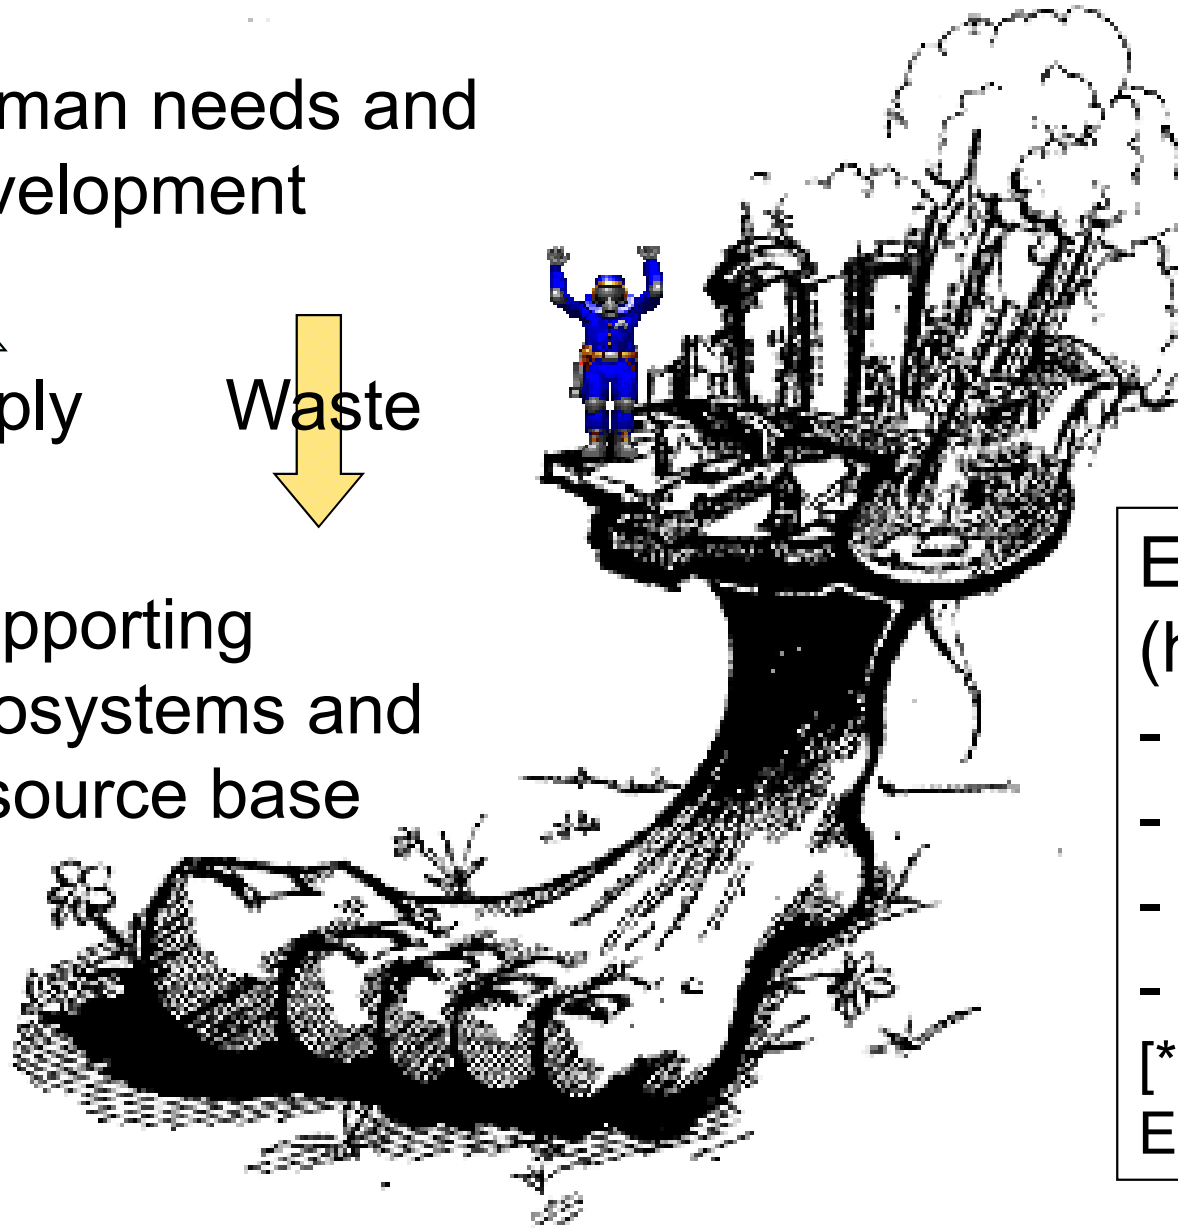 man needs and
velopment
ply
Waste
pporting
osystems and
source base
E
(h
-
-
-
-
[*
E